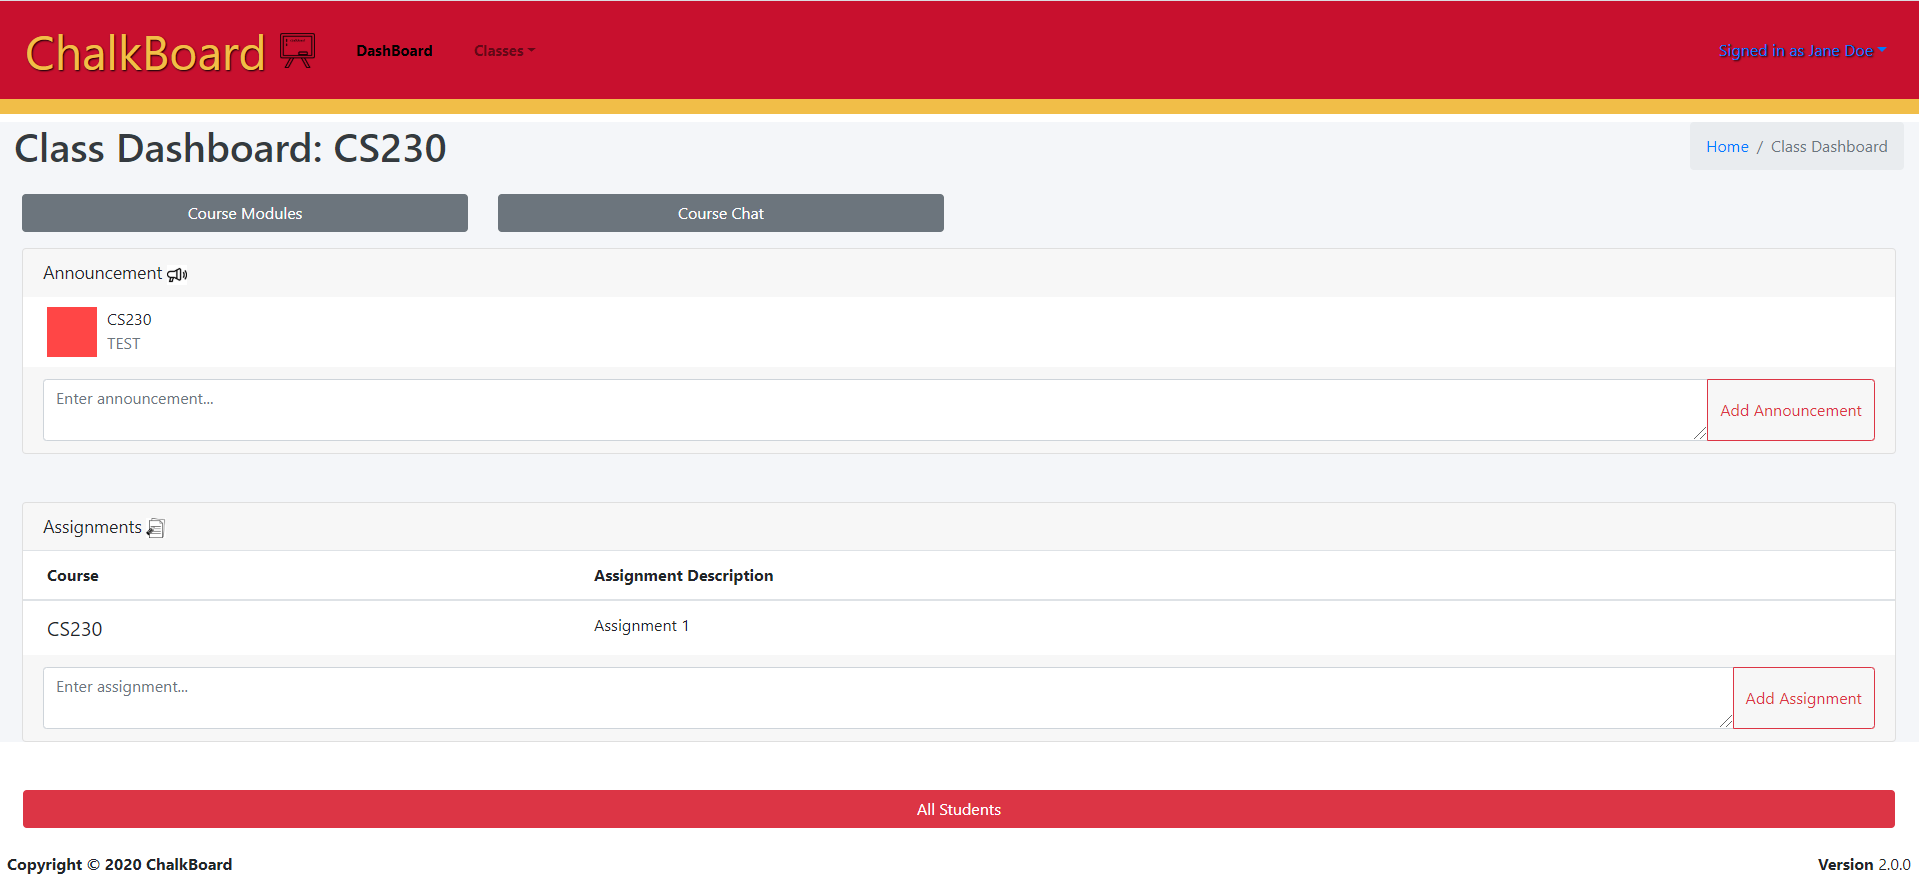 ChalkBoard DashBoard Classes Signed in as Jane Doe
Class Dashboard: CS230 Home / Class Dashboard
Course Modules Course Chat
Announcement
CS230
TEST
Enter announcement... Add Announcement
Assignments
Course Assignment Description
CS230 Assignment 1
Enter assignment... Add Assignment
All Students
Copyright © 2020 ChalkBoard Version 2.0.0